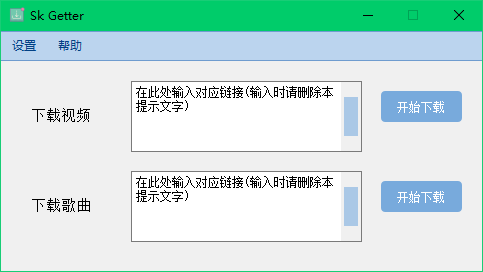 Sk Getter
设置 帮助
下载视频
在此处输入对应链接(输入时请删除本
提示文字)
开始下载
下载歌曲
在此处输入对应链接(输入时请删除本
提示文字)
开始下载